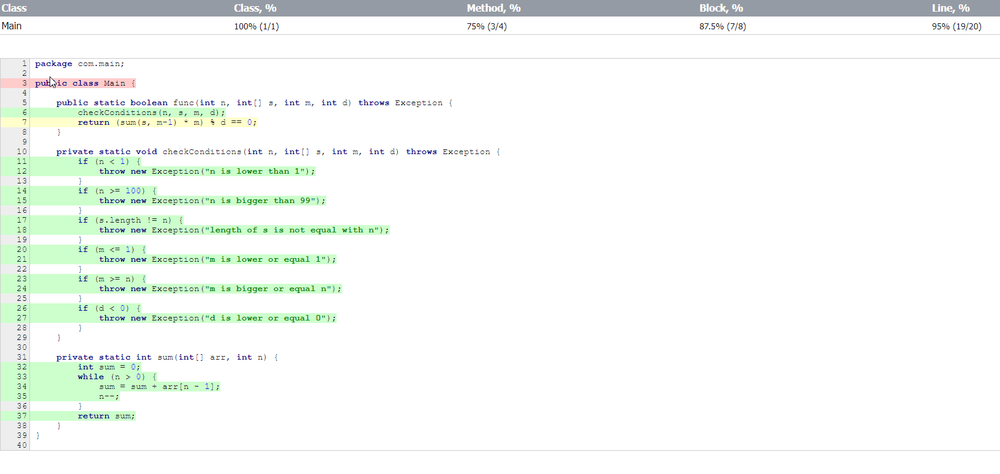 Class Class, % Method, % Block, % Line, %
Main 100% (1/1) 75% (3/4) 87.5% (7/8) 95% (19/20)
1 package com.main;
2
3 public class Main {
4
5 public static boolean func(int n, int[] s, int m, int d) throws Exception {
6 checkConditions(n, s, m, d);
7 return (sum(s, m-1) * m) % d == 0;
8 }
9
10 private static void checkConditions(int n, int[] s, int m, int d) throws Exception {
11 if (n < 1) {
12 throw new Exception("n is lower than 1");
13 }
14 if (n >= 100) {
15 throw new Exception("n is bigger than 99");
16 }
17 if (s.length != n) {
18 throw new Exception("length of s is not equal with n");
19 }
20 if (m <= 1) {
21 throw new Exception("m is lower or equal 1");
22 }
23 if (m >= n) {
24 throw new Exception("m is bigger or equal n");
25 }
26 if (d < 0) {
27 throw new Exception("d is lower or equal 0");
28 }
29 }
30
31 private static int sum(int[] arr, int n) {
32 int sum = 0;
33 while (n > 0) {
34 sum = sum + arr[n - 1];
35 n--;
36 }
37 return sum;
38 }
39 }
40